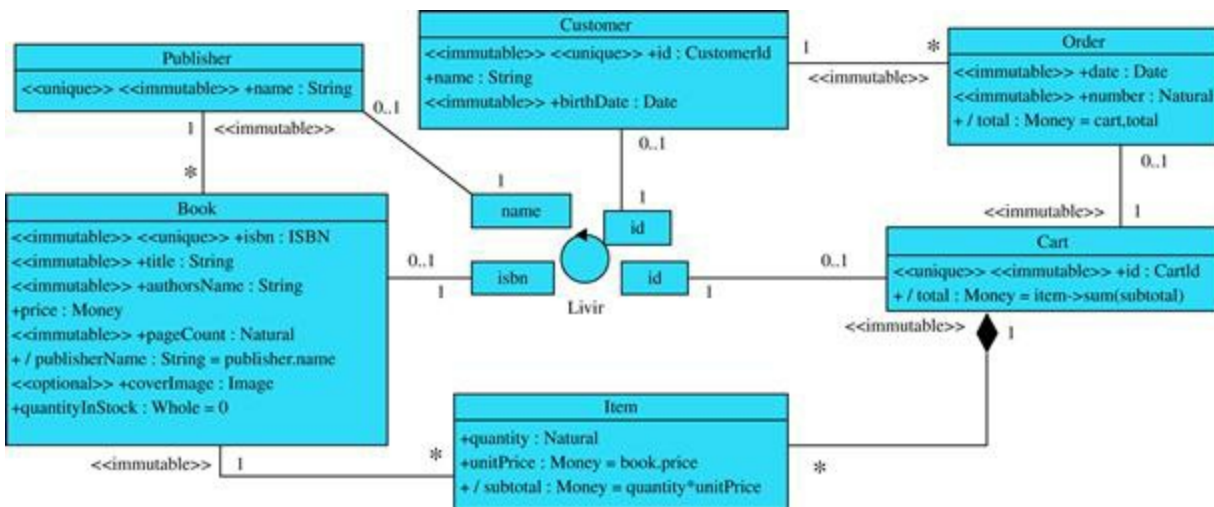 Customer
<<immutable>> <<unique>> +id : CustomerId
+name : String
<<immutable>> +birthDate : Date
Publisher
<<unique>> <<immutable>> +name : String
Order
<<immutable>> +date : Date
<<immutable>> +number : Natural
+ / total : Money = cart,total
1
*
<<immutable>>
0..1
1
<<immutable>>
*
0..1
0..1
1
name
1
id
<<immutable>>
1
Book
<<immutable>> <<unique>> +isbn : ISBN
<<immutable>> +title : String
<<immutable>> +authorsName : String
+price : Money
<<immutable>> +pageCount : Natural
+ / publisherName : String = publisher.name
<<optional>> +coverImage : Image
+quantityInStock : Whole = 0
0..1
1
isbn
Livir
id
1
0..1
Cart
<<unique>> <<immutable>> +id : CartId
+ / total : Money = item->sum(subtotal)
<<immutable>>
1
Item
+quantity : Natural
+unitPrice : Money = book.price
+ / subtotal : Money = quantity*unitPrice
<<immutable>>
1
*
*